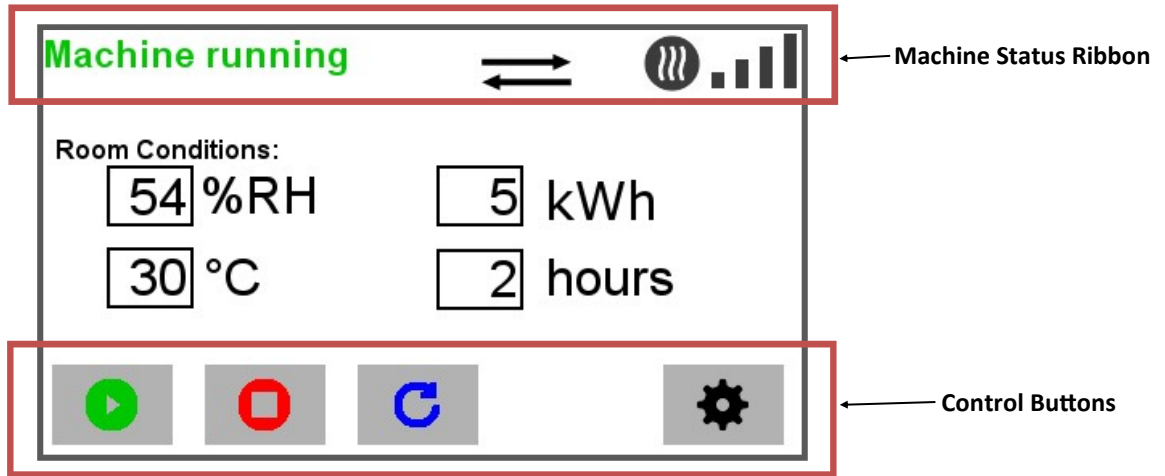 Machine running
Machine Status Ribbon
Room Conditions:
54 %RH
5 kWh
30 °C
2 hours
Control Buttons